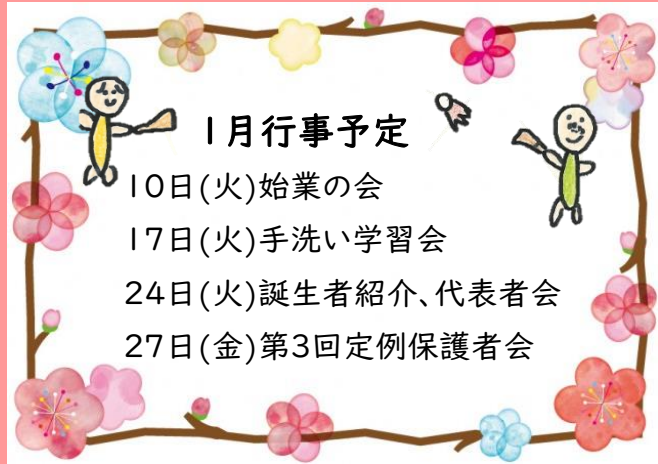 1月行事予定
10日(火)始業の会
17日(火)手洗い学習会
24日(火)誕生者紹介、代表者会
27日(金)第3回定例保護者会